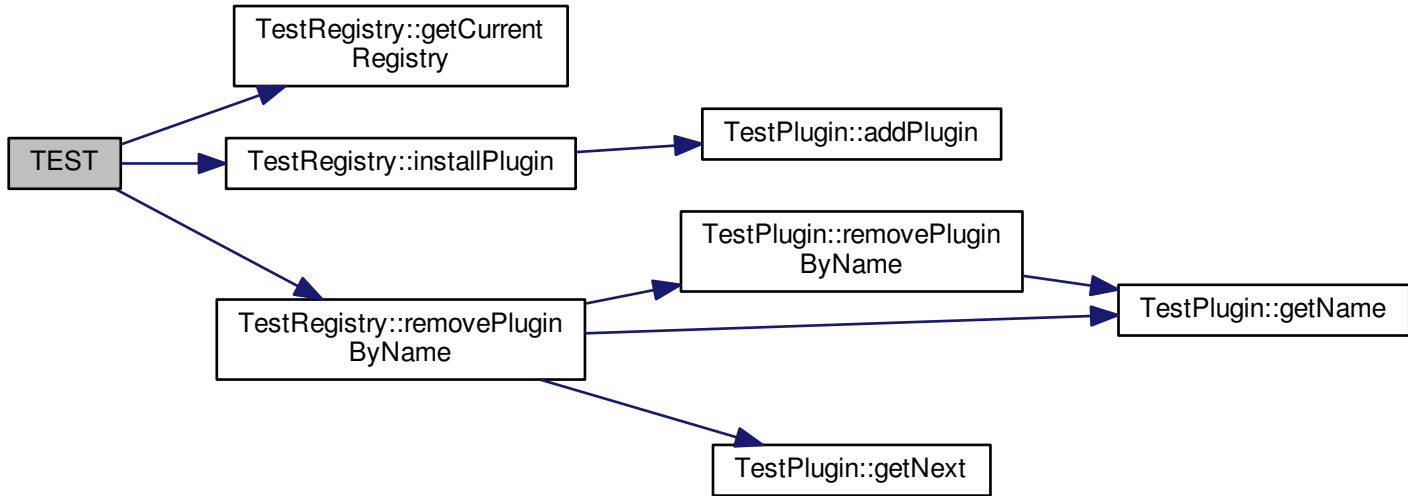 TestRegistry::getCurrent
Registry
TEST
TestRegistry::installPlugin
TestPlugin::addPlugin
TestRegistry::removePlugin
ByName
TestPlugin::removePlugin
ByName
TestPlugin::getName
TestPlugin::getNext